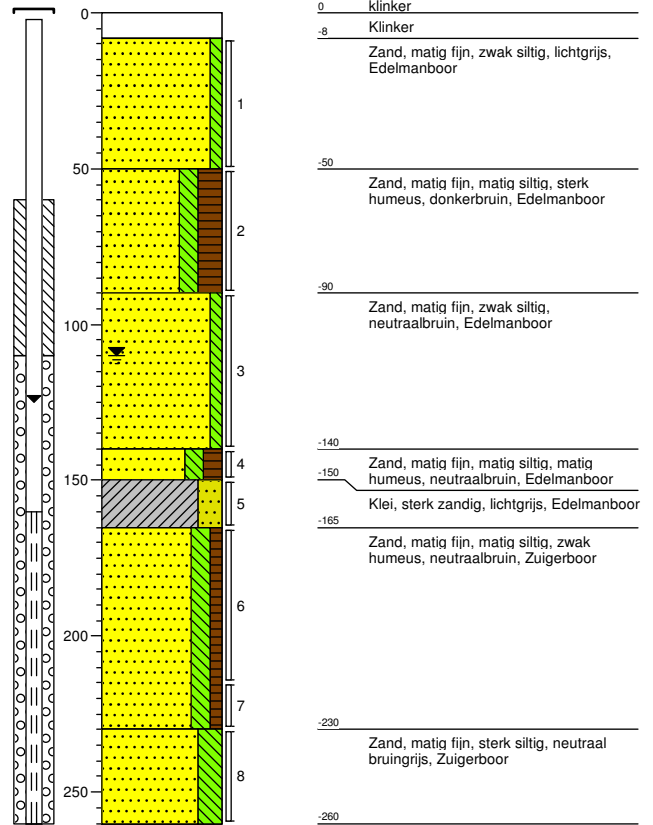 0
50
100
150
200
250
1
2
3
4
5
6
7
8
0
klinker
-8
Klinker
Zand, matig fijn, zwak siltig, lichtgrijs,
Edelmanboor
-50
Zand, matig fijn, matig siltig, sterk
humeus, donkerbruin, Edelmanboor
-90
Zand, matig fijn, zwak siltig,
neutraalbruin, Edelmanboor
-140
Zand, matig fijn, matig siltig, matig
humeus, neutraalbruin, Edelmanboor
-150
Klei, sterk zandig, lichtgrijs, Edelmanboor
-165
Zand, matig fijn, matig siltig, zwak
humeus, neutraalbruin, Zuigerboor
-230
Zand, matig fijn, sterk siltig, neutraal
bruingrijs, Zuigerboor
-260